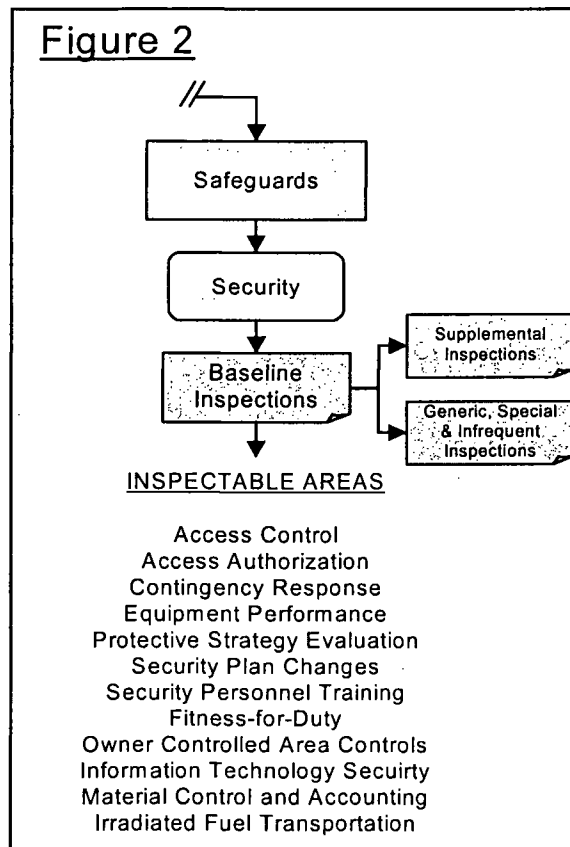 Figure 2
Safeguards
Security
Baseline
Inspections
Supplemental
Inspections
Generic, Special
& Infrequent
Inspections
INSPECTABLE AREAS
Access Control
Access Authorization
Contingency Response
Equipment Performance
Protective Strategy Evaluation
Security Plan Changes
Security Personnel Training
Fitness-for-Duty
Owner Controlled Area Controls
Information Technology Secuirty
Material Control and Accounting
Irradiated Fuel Transportation